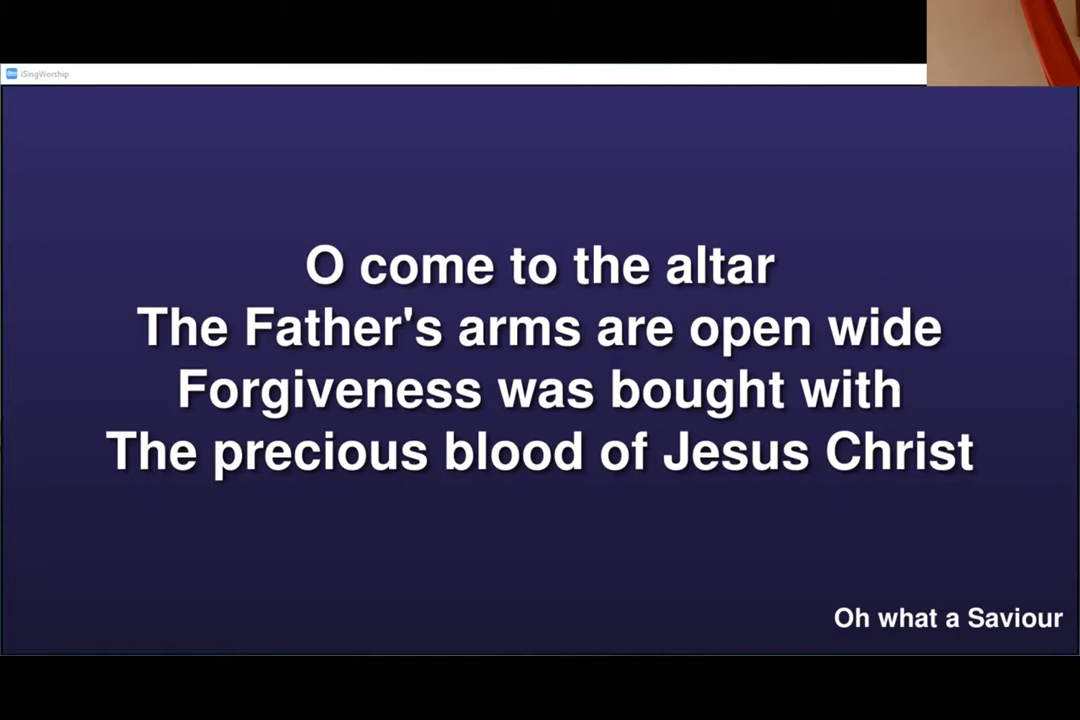 iSingWorship
O come to the altar
The Father's arms are open wide
Forgiveness was bought with
The precious blood of Jesus Christ
Oh what a Saviour